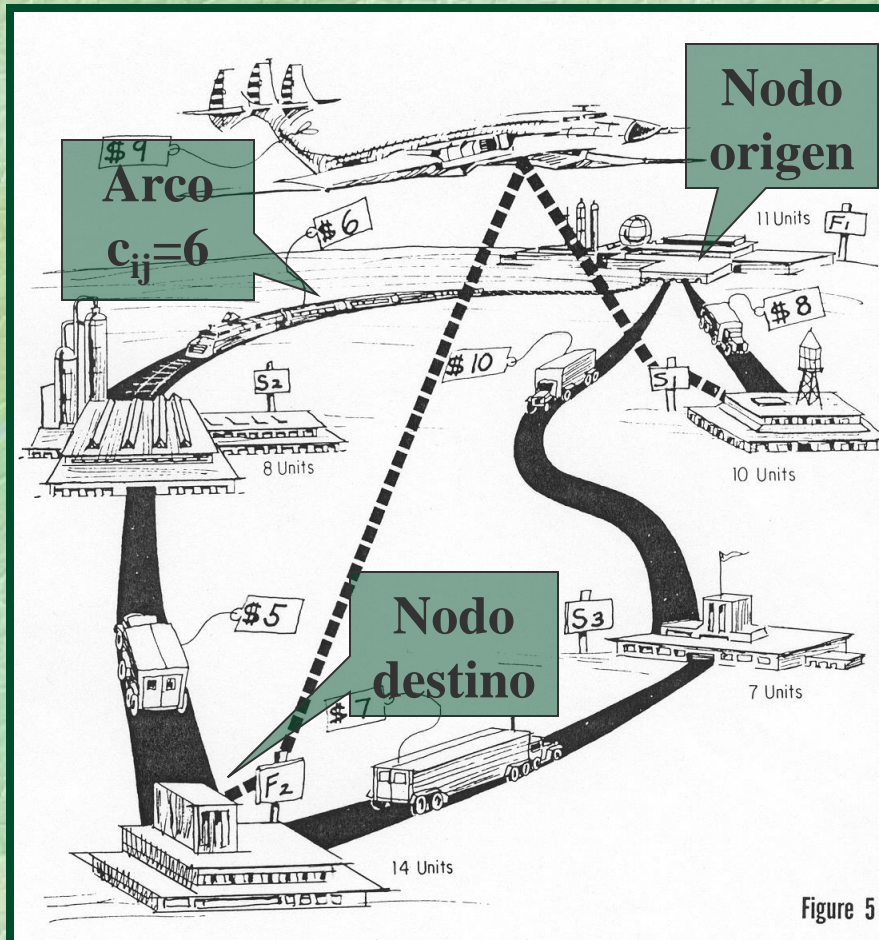 Nodo
origen
$9
Arco
cij=6
$6
11 Units
F1
$8
$10
S1
S2
8 Units
10 Units
$5
Nodo
destino
S3
$7
7 Units
F2
14 Units
Figure 5